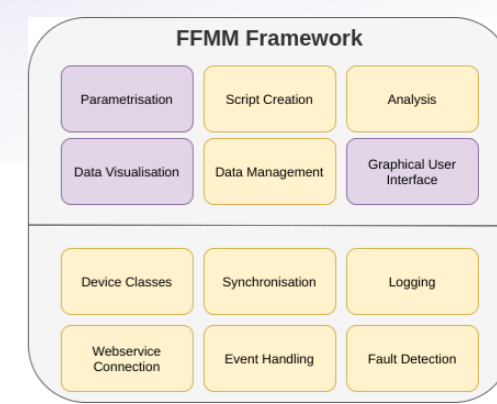 FFMM Framework
Parametrisation
Script Creation
Analysis
Data Visualisation
Data Management
Graphical User
Interface
Device Classes
Synchronisation
Logging
Webservice
Connection
Event Handling
Fault Detection